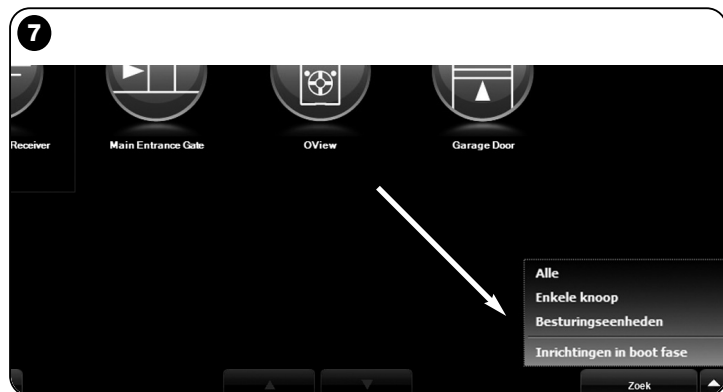 7
Receiver
Main Entrance Gate
OView
Garage Door
Alle
Enkele knoop
Besturingseenheden
Inrichtingen in boot fase
Zoek